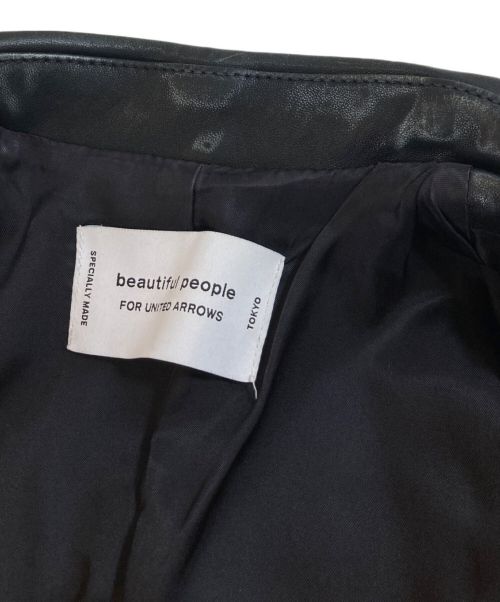 SPECIALLY MADE
beautiful people
FOR UNITED ARROWS
TOKYO